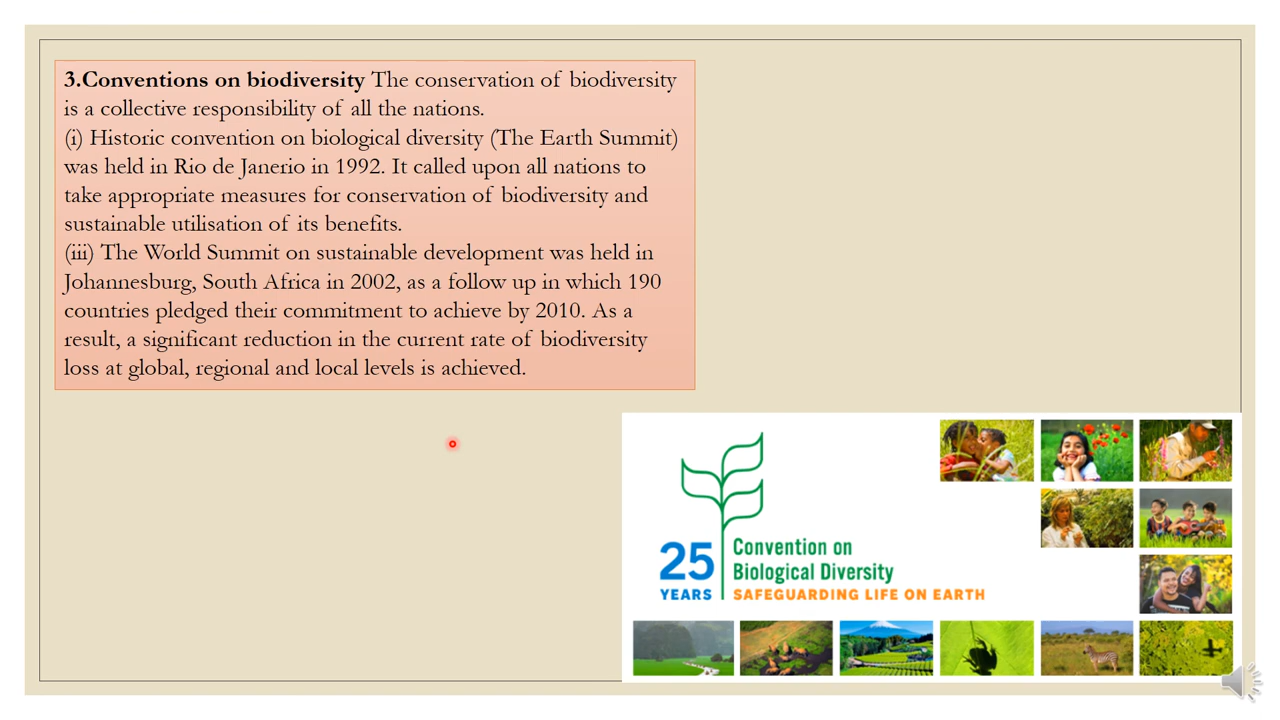 3.Conventions on biodiversity The conservation of biodiversity
is a collective responsibility of all the nations.
(i) Historic convention on biological diversity (The Earth Summit)
was held in Rio de Janerio in 1992. It called upon all nations to
take appropriate measures for conservation of biodiversity and
sustainable utilisation of its benefits.
(iii) The World Summit on sustainable development was held in
Johannesburg, South Africa in 2002, as a follow up in which 190
countries pledged their commitment to achieve by 2010. As a
result, a significant reduction in the current rate of biodiversity
loss at global, regional and local levels is achieved.
25
YEARS
Convention on
Biological Diversity
SAFEGUARDING LIFE ON EARTH